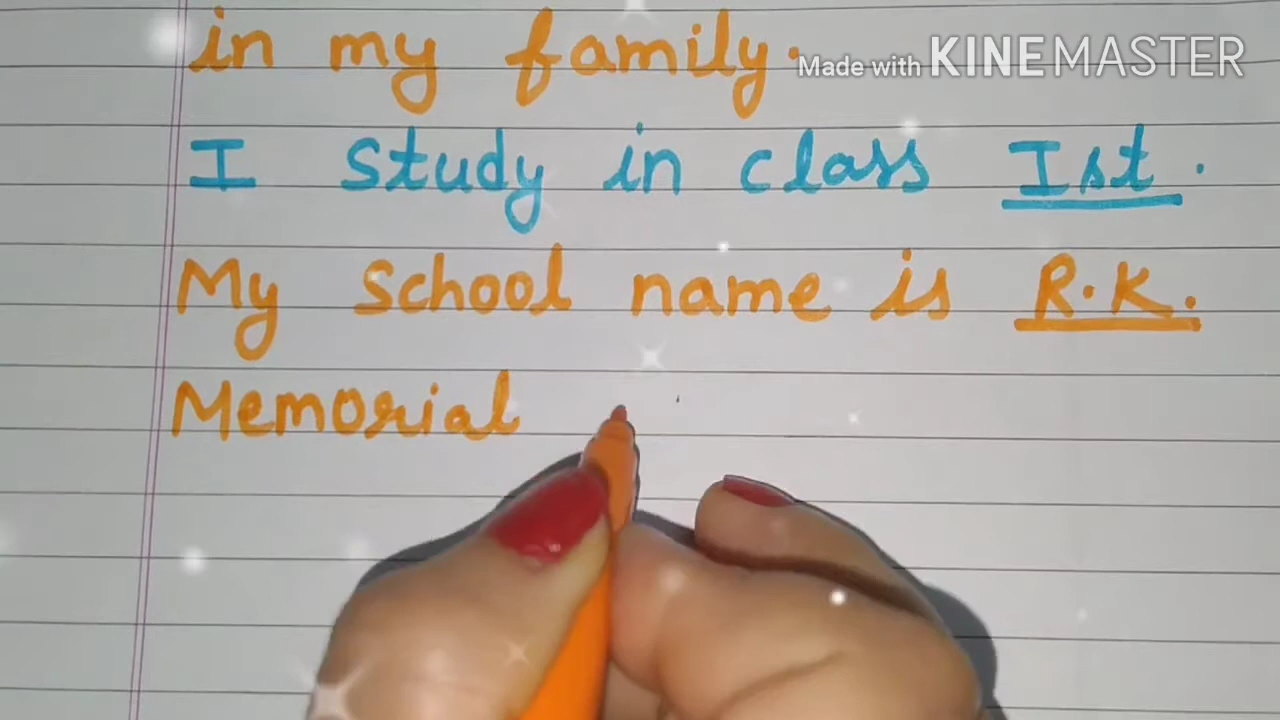 in my family.
Made with KINEMASTER
I study in class Ist.
My school name is R.K.
Memorial